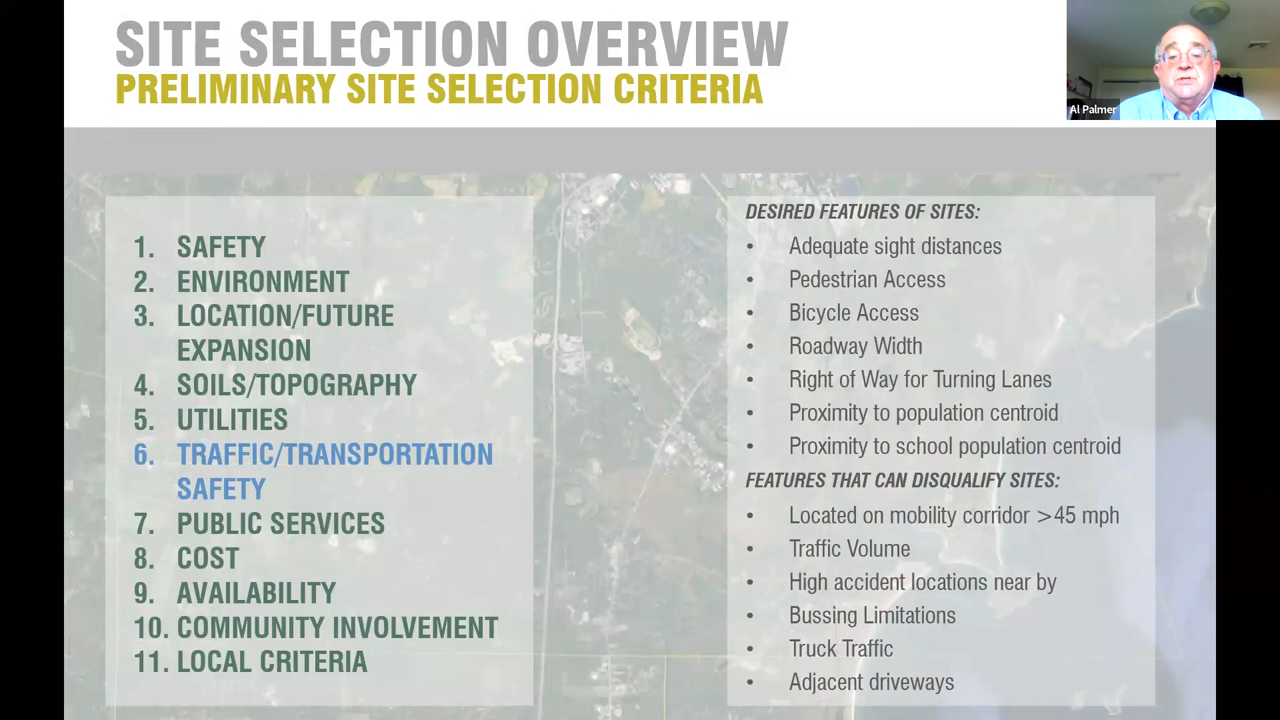 SITE SELECTION OVERVIEW
PRELIMINARY SITE SELECTION CRITERIA
Al Palmer
1. SAFETY
2. ENVIRONMENT
3. LOCATION/FUTURE
EXPANSION
4. SOILS/TOPOGRAPHY
5. UTILITIES
6. TRAFFIC/TRANSPORTATION
SAFETY
7. PUBLIC SERVICES
8. COST
9. AVAILABILITY
10. COMMUNITY INVOLVEMENT
11. LOCAL CRITERIA
DESIRED FEATURES OF SITES:
• Adequate sight distances
• Pedestrian Access
• Bicycle Access
• Roadway Width
• Right of Way for Turning Lanes
• Proximity to population centroid
• Proximity to school population centroid
FEATURES THAT CAN DISQUALIFY SITES:
• Located on mobility corridor >45 mph
• Traffic Volume
• High accident locations near by
• Bussing Limitations
• Truck Traffic
• Adjacent driveways